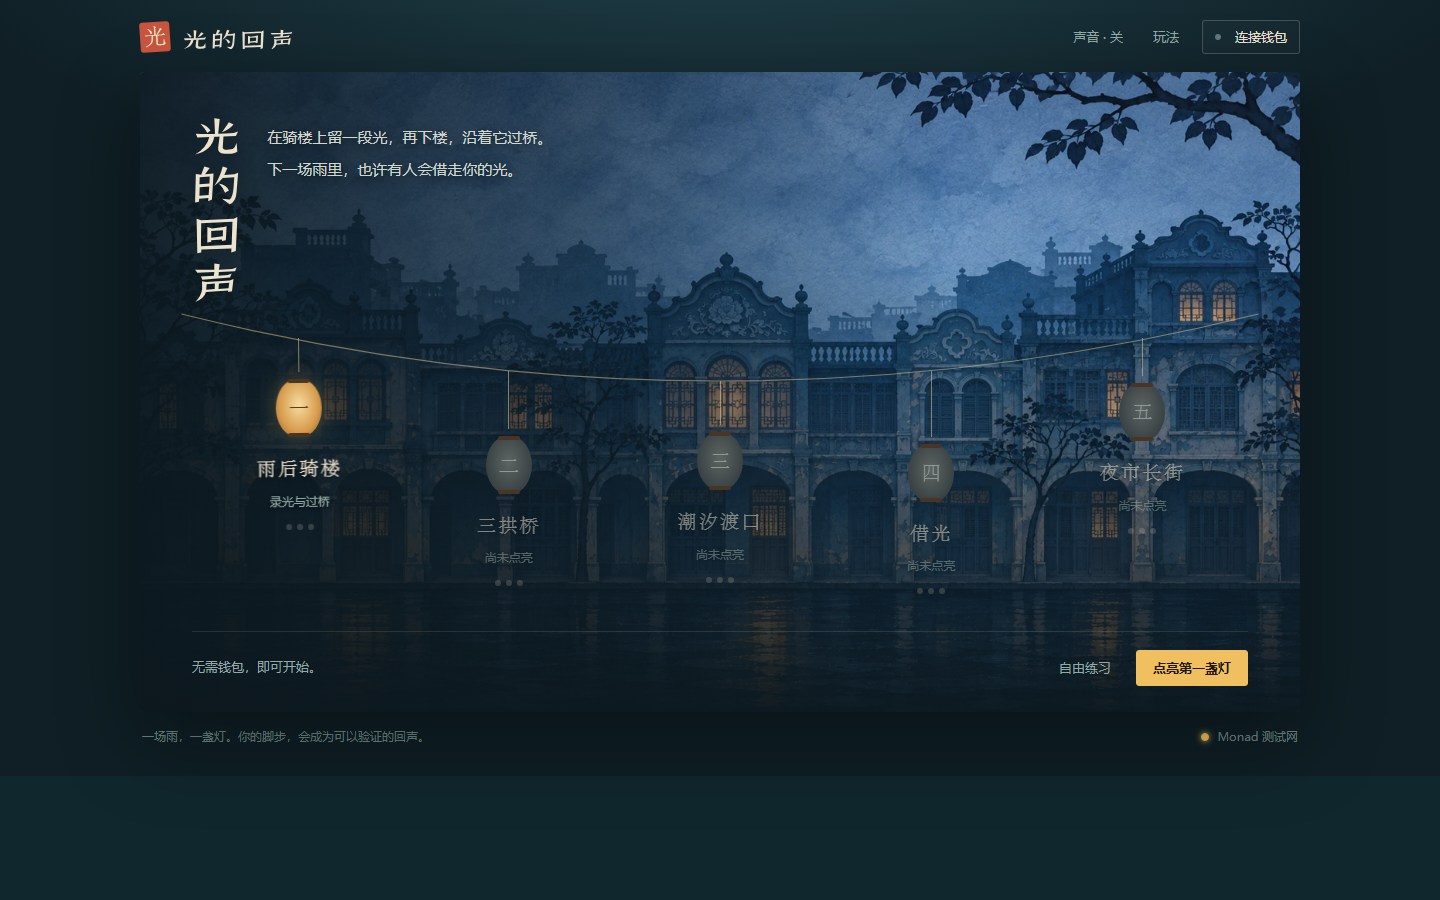 光 光的回声
声音 · 关
玩法
连接钱包
光的回声
在骑楼上留一段光，再下楼，沿着它过桥。
下一场雨里，也许有人会借走你的光。
一
雨后骑楼
录光与过桥
二
三拱桥
尚未点亮
三
潮汐渡口
尚未点亮
四
借光
尚未点亮
五
夜市长街
尚未点亮
无需钱包，即可开始。
自由练习
点亮第一盏灯
一场雨，一盏灯。你的脚步，会成为可以验证的回声。
Monad 测试网